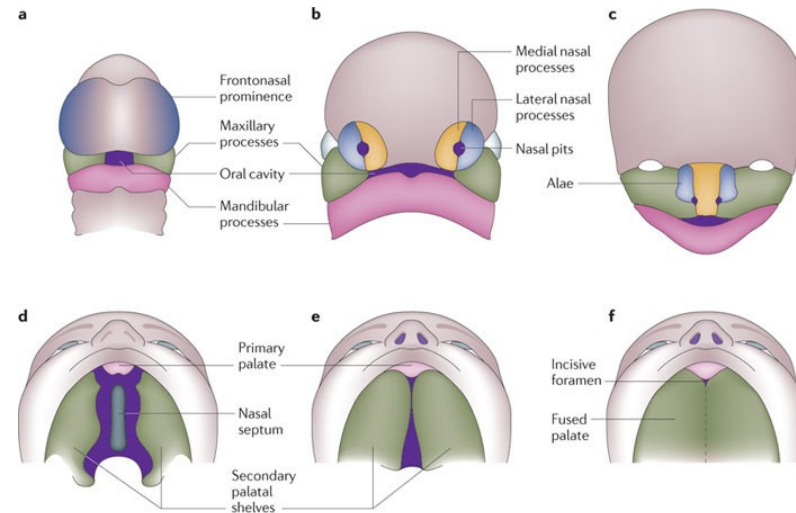 a
b
c
Frontonasal
prominence
Maxillary
processes
Oral cavity
Mandibular
processes
Medial nasal
processes
Lateral nasal
processes
Nasal pits
Alae
d
e
f
Primary
palate
Nasal
septum
Secondary
palatal
shelves
Incisive
foramen
Fused
palate